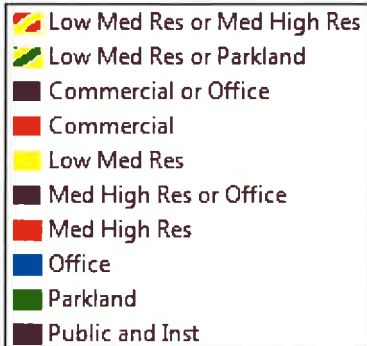 Low Med Res or Med High Res
Low Med Res or Parkland
Commercial or Office
Commercial
Low Med Res
Med High Res or Office
Med High Res
Office
Parkland
Public and Inst